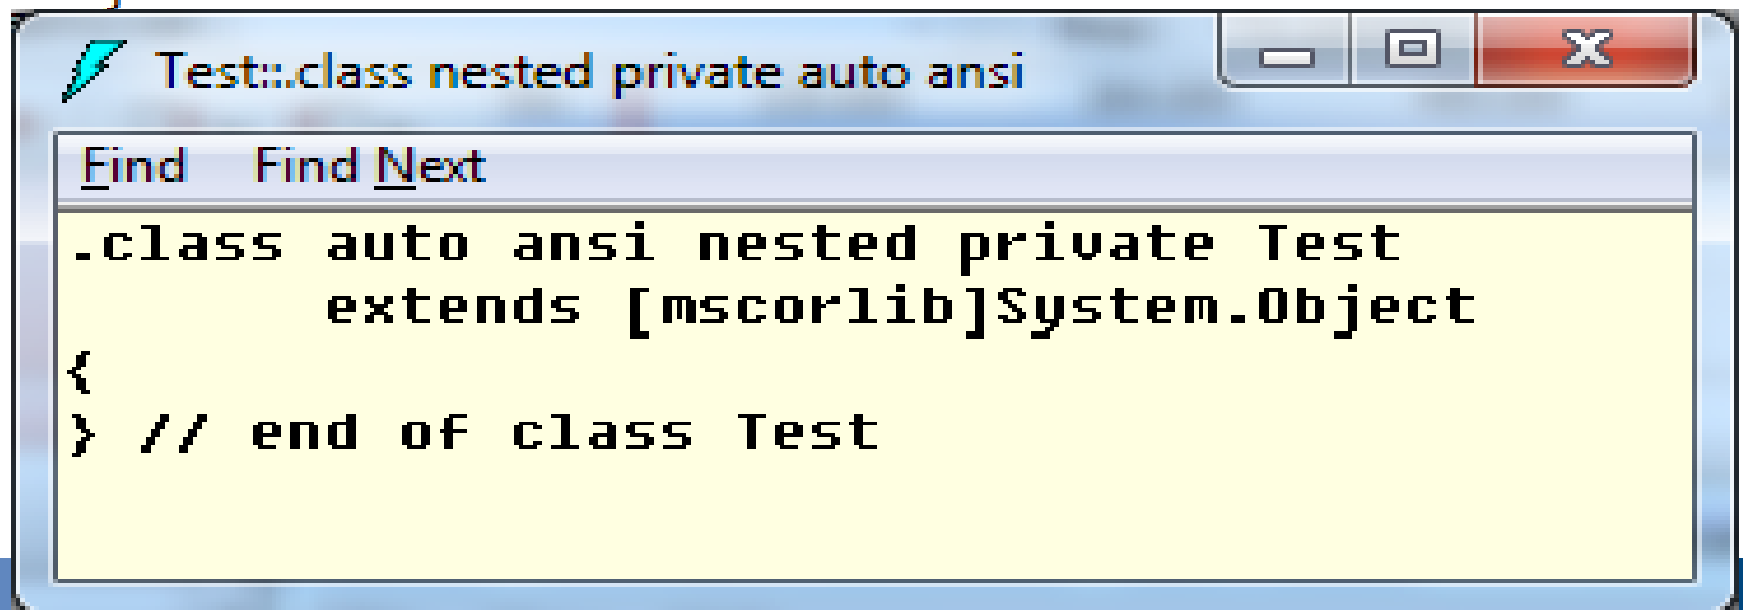 Test::.class nested private auto ansi
Find Find Next
.class auto ansi nested private Test
extends [mscorlib]System.Object
{
} // end of class Test